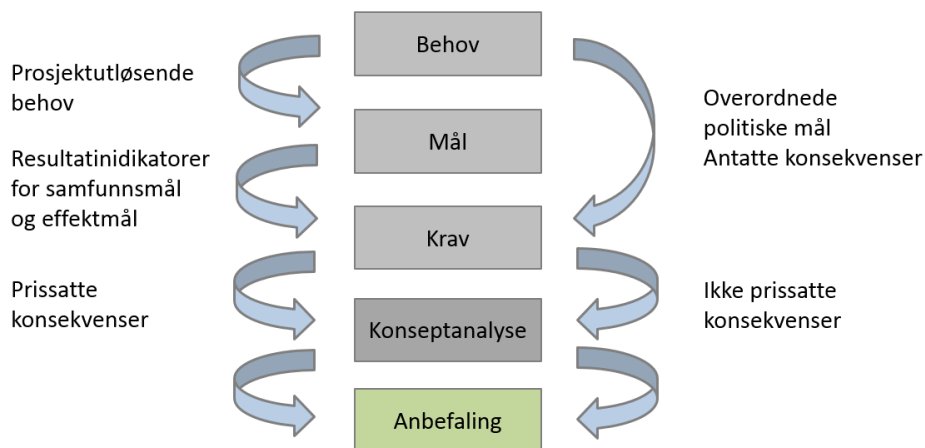 Behov
Prosjektutløsende
behov
Overordnede
politiske mål
Antatte konsekvenser
Mål
Resultatinidikatorer
for samfunnsmål
og effektmål
Krav
Prissatte
konsekvenser
Ikke prissatte
konsekvenser
Konseptanalyse
Anbefaling